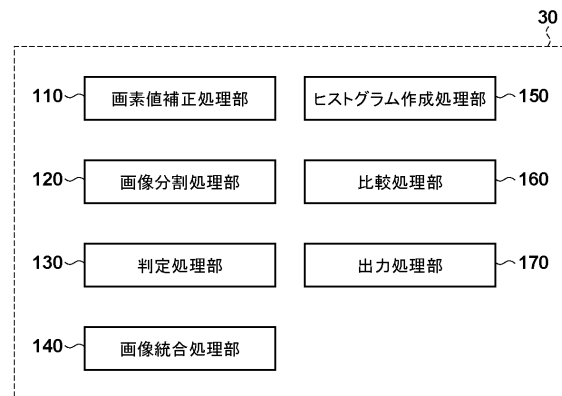 30
110 画素値補正処理部
ヒストグラム作成処理部 150
120 画像分割処理部
比較処理部 160
130 判定処理部
出力処理部 170
140 画像統合処理部